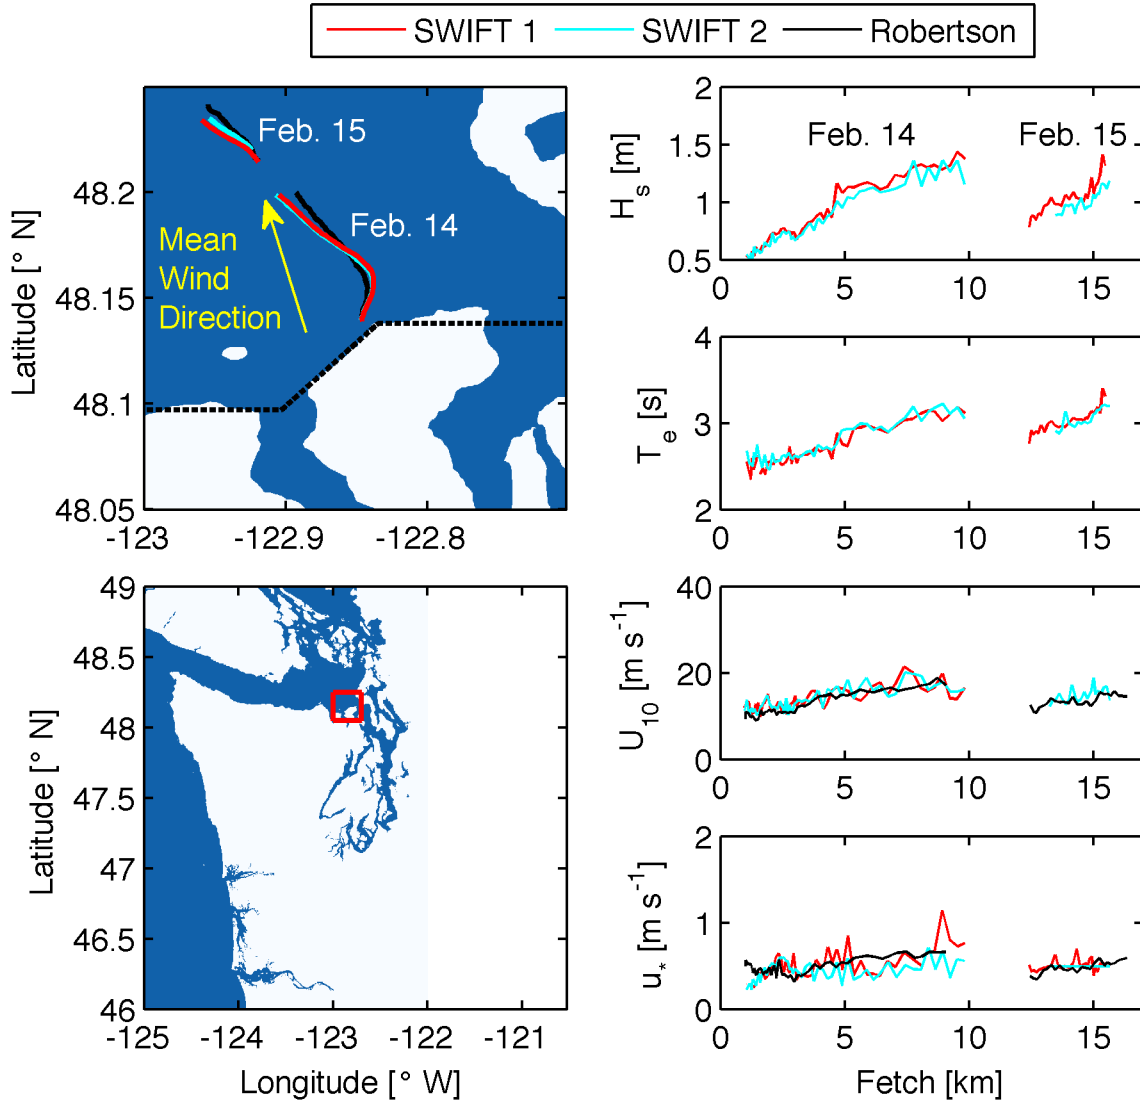 SWIFT 1 SWIFT 2 Robertson
Feb. 15
Feb. 14
Mean
Wind
Direction
48.2
48.15
48.1
48.05
-123 -122.9 -122.8
Latitude [° N]
Feb. 14 Feb. 15
2
1.5
1
0.5
0 5 10 15
H_s [m]
4
3
2
0 5 10 15
T_e [s]
49
48.5
48
47.5
47
46.5
46
-125 -124 -123 -122 -121
Latitude [° N]
Longitude [° W]
40
20
0
0 5 10 15
U_10 [m s^-1]
2
1
0
0 5 10 15
u_* [m s^-1]
Fetch [km]